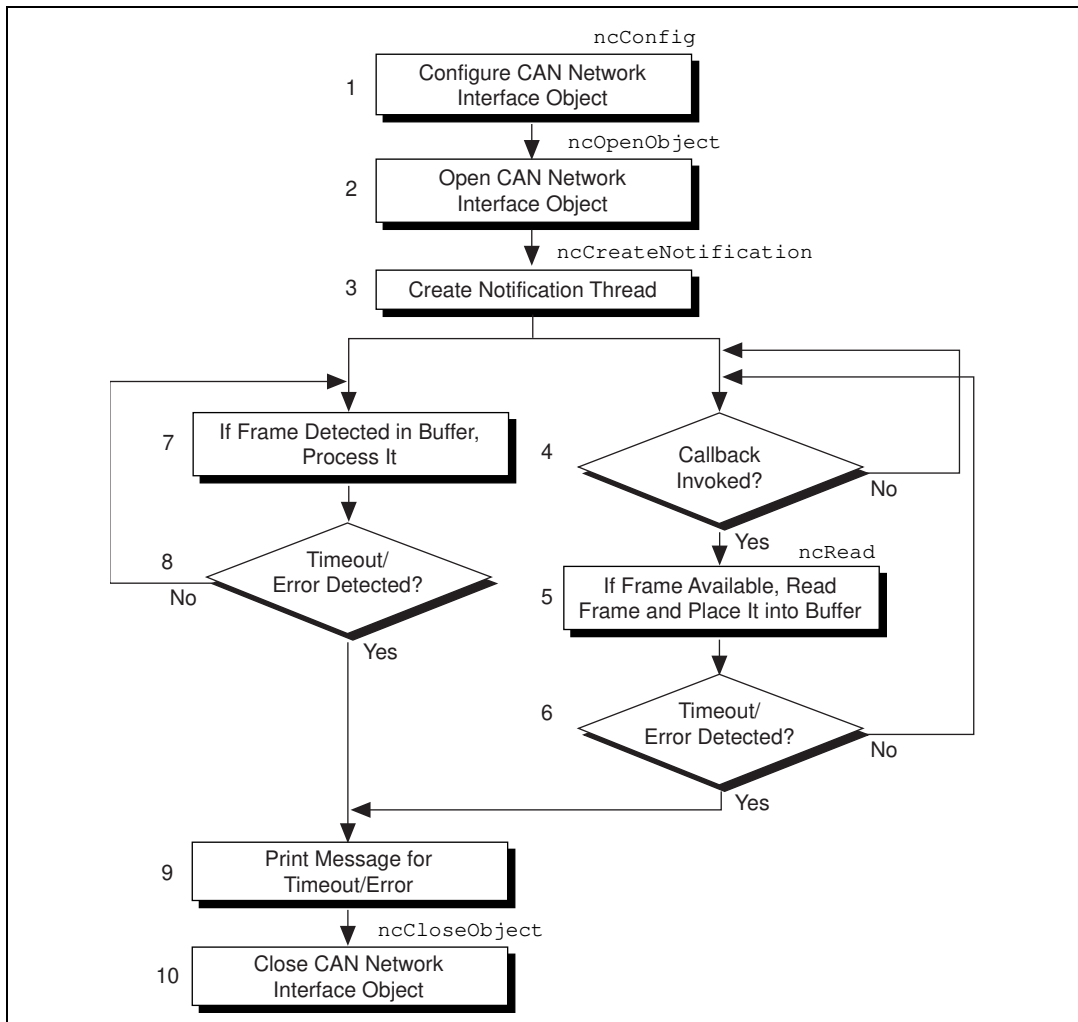 ncConfig
1
Configure CAN Network
Interface Object
ncOpenObject
2
Open CAN Network
Interface Object
ncCreateNotification
3
Create Notification Thread
7
If Frame Detected in Buffer,
Process It
4
Callback
Invoked?
No
Yes
8
Timeout/
Error Detected?
No
Yes
ncRead
5
If Frame Available, Read
Frame and Place It into Buffer
6
Timeout/
Error Detected?
No
Yes
9
Print Message for
Timeout/Error
ncCloseObject
10
Close CAN Network
Interface Object